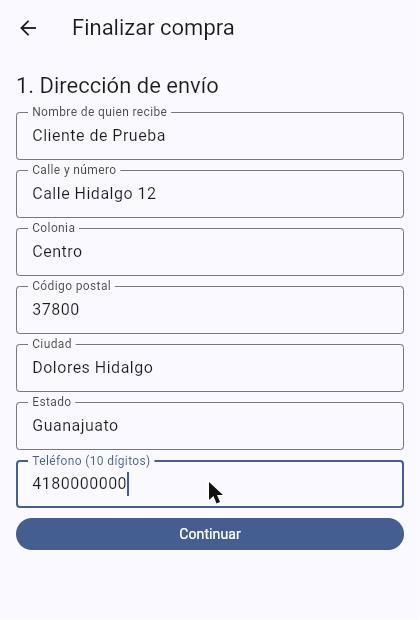 Finalizar compra
1. Dirección de envío
Nombre de quien recibe
Cliente de Prueba
Calle y número
Calle Hidalgo 12
Colonia
Centro
Código postal
37800
Ciudad
Dolores Hidalgo
Estado
Guanajuato
Teléfono (10 dígitos)
4180000000
Continuar